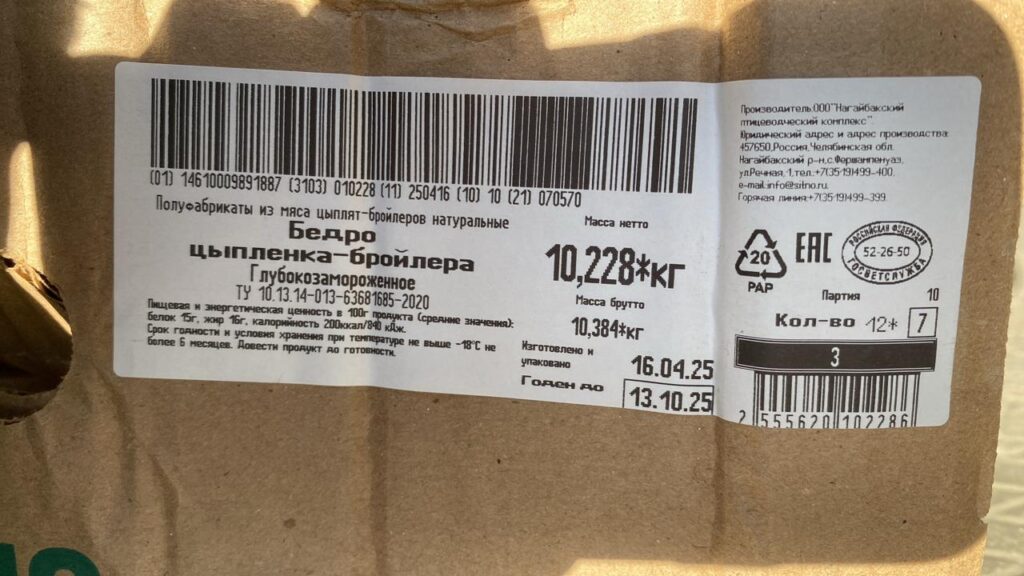 (01) 14610009891887 (3103) 010228 (11) 250416 (10) 10 (21) 070570
Полуфабрикаты из мяса цыплят-бройлеров натуральные
Бедро
цыпленка-бройлера
Глубокозамороженное
ТУ 10.13.14-013-63681685-2020
Пищевая и энергетическая ценность в 100г продукта (средние значения):
белок 15г, жир 16г, калорийность 200ккал/840 кДж.
Срок годности и условия хранения при температуре не выше -18°C не
более 6 месяцев. Довести продукт до готовности.
Масса нетто
10,228*кг
Масса брутто
10,384*кг
Изготовлено и
упаковано
16.04.25
Годен до
13.10.25
Производитель:ООО"Нагайбакский
птицеводческий комплекс".
Юридический адрес и адрес производства:
457650,Россия,Челябинская обл.
Нагайбакский р-н,с.Фершампенуаз,
ул.Речная,1,тел.+7(35-19)499-400,
e-mail:info@sitno.ru,
Горячая линия:+7(35-19)499-399
20
PAP
EAC
РОССИЙСКАЯ ФЕДЕРАЦИЯ
52-26-50
ГОСВЕТСЛУЖБА
Партия 10
Кол-во 12* 7
3
2 555620 102286